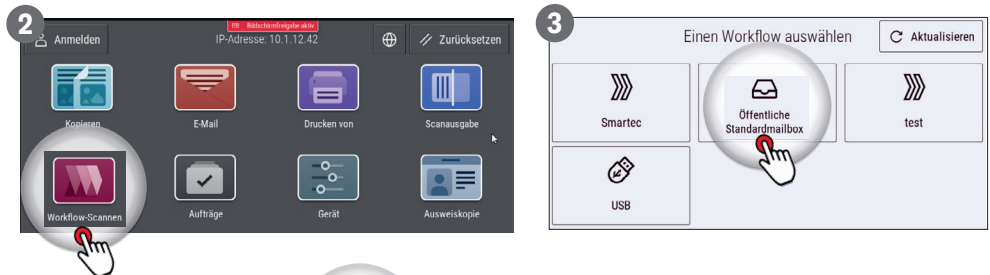 2
Bildschirmfreigabe aktiv
Anmelden
IP-Adresse: 10.1.12.42
Zurücksetzen
Kopieren
E-Mail
Drucken von
Scanausgabe
Workflow-Scannen
Aufträge
Gerät
Ausweiskopie
3
Einen Workflow auswählen
Aktualisieren
Smartec
Öffentliche
Standardmailbox
test
USB